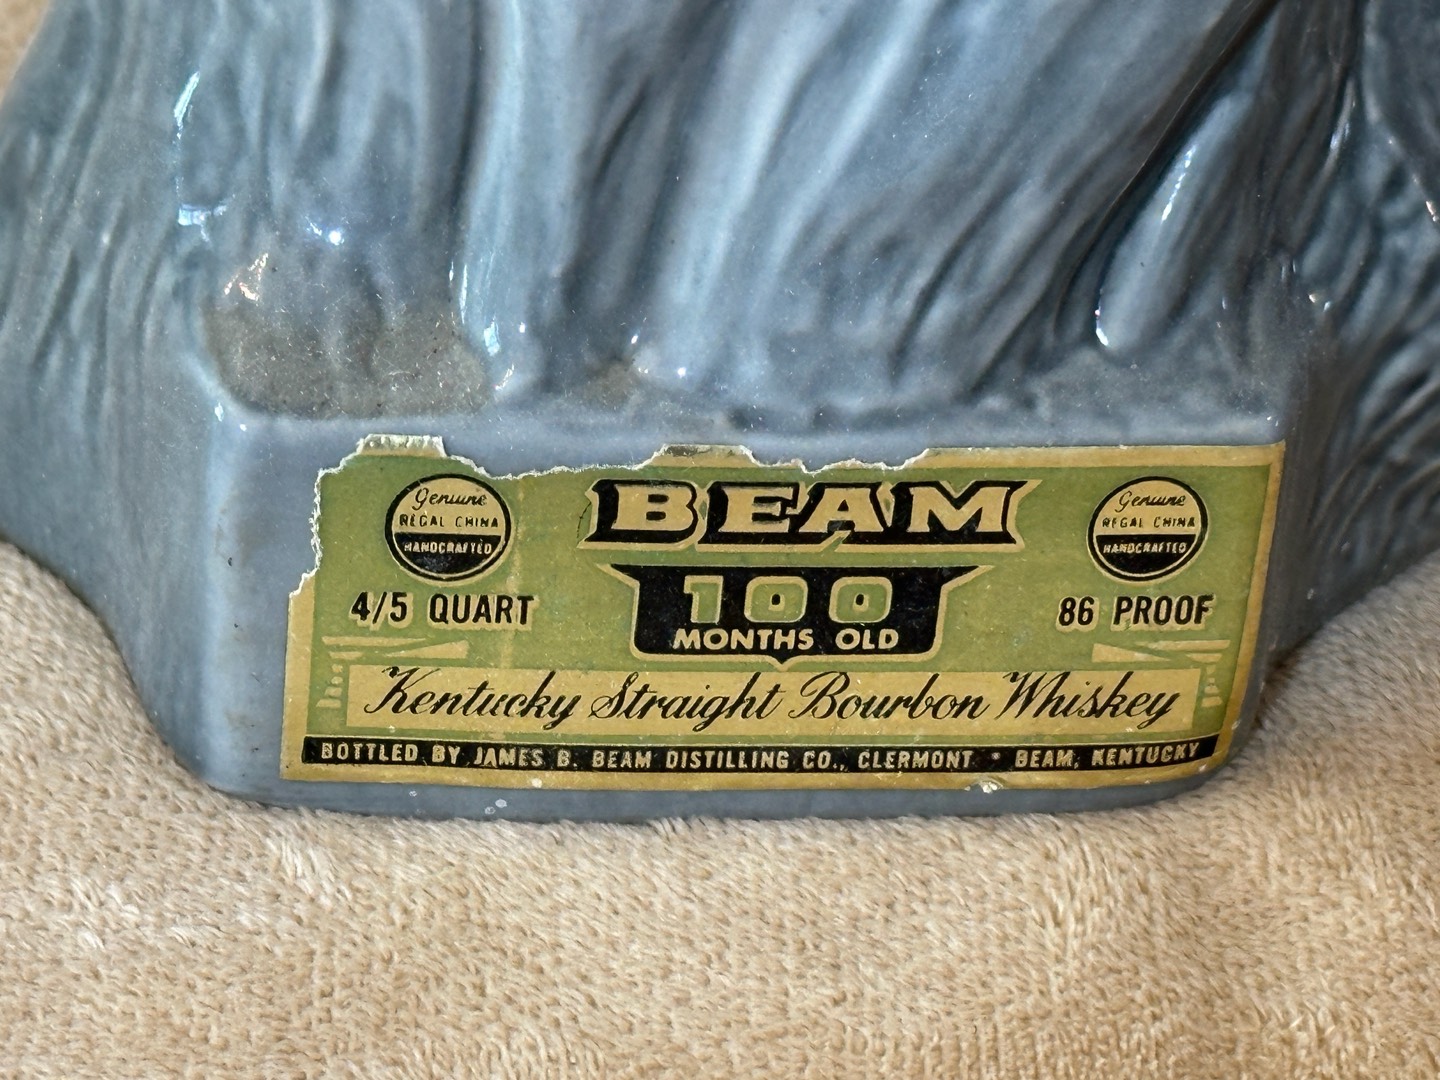 Genuine
REGAL CHINA
HANDCRAFTED
BEAM
Genuine
REGAL CHINA
HANDCRAFTED
4/5 QUART
100
MONTHS OLD
86 PROOF
Kentucky Straight Bourbon Whiskey
BOTTLED BY JAMES B. BEAM DISTILLING CO., CLERMONT • BEAM, KENTUCKY